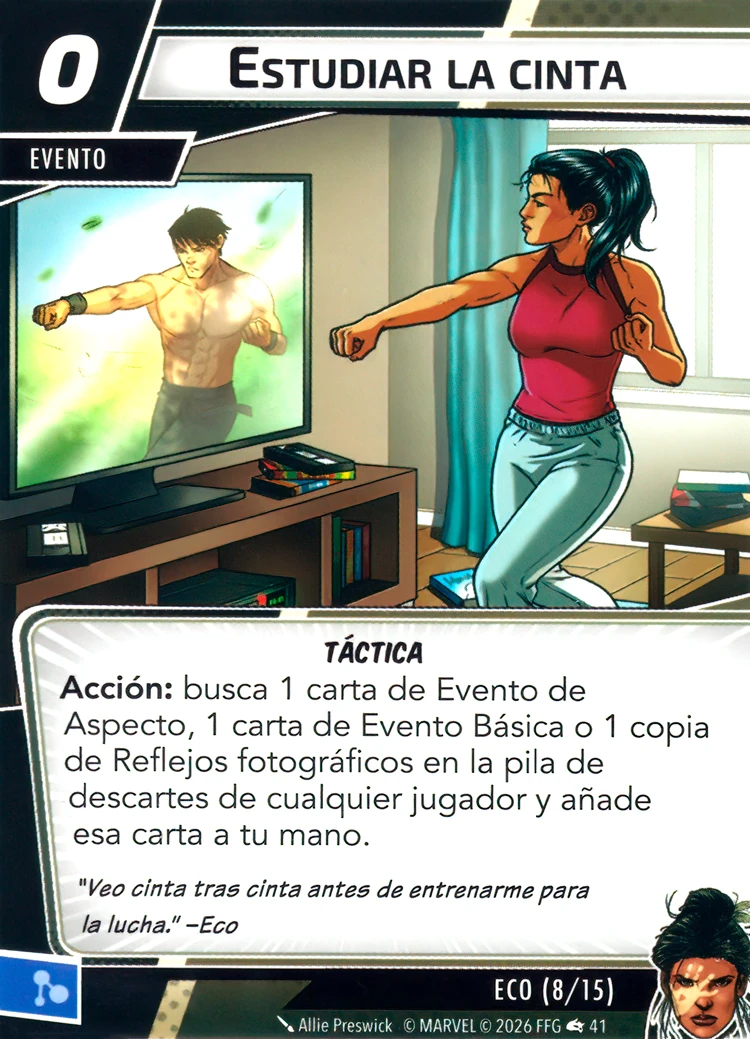 0
ESTUDIAR LA CINTA
EVENTO
TÁCTICA
Acción: busca 1 carta de Evento de
Aspecto, 1 carta de Evento Básica o 1 copia
de Reflejos fotográficos en la pila de
descartes de cualquier jugador y añade
esa carta a tu mano.
"Veo cinta tras cinta antes de entrenarme para
la lucha." –Eco
ECO (8/15)
Allie Preswick © MARVEL © 2026 FFG 41